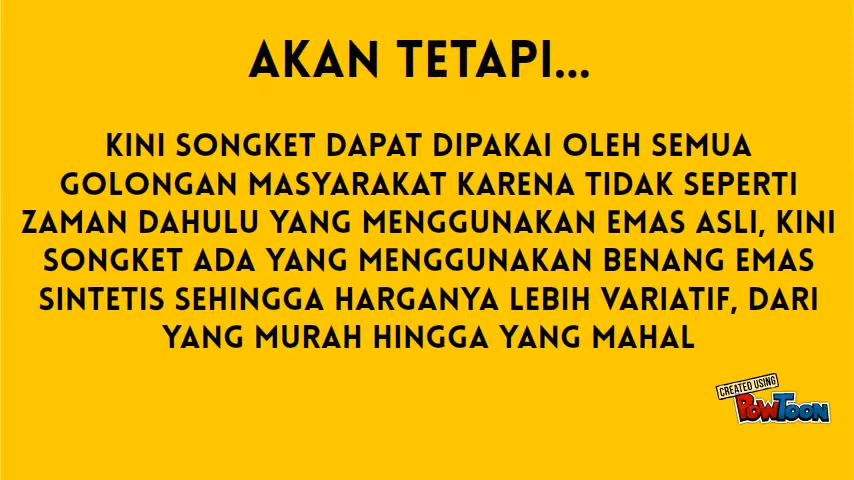 AKAN TETAPI...
KINI SONGKET DAPAT DIPAKAI OLEH SEMUA
GOLONGAN MASYARAKAT KARENA TIDAK SEPERTI
ZAMAN DAHULU YANG MENGGUNAKAN EMAS ASLI, KINI
SONGKET ADA YANG MENGGUNAKAN BENANG EMAS
SINTETIS SEHINGGA HARGANYA LEBIH VARIATIF, DARI
YANG MURAH HINGGA YANG MAHAL
CREATED USING
POWTOON